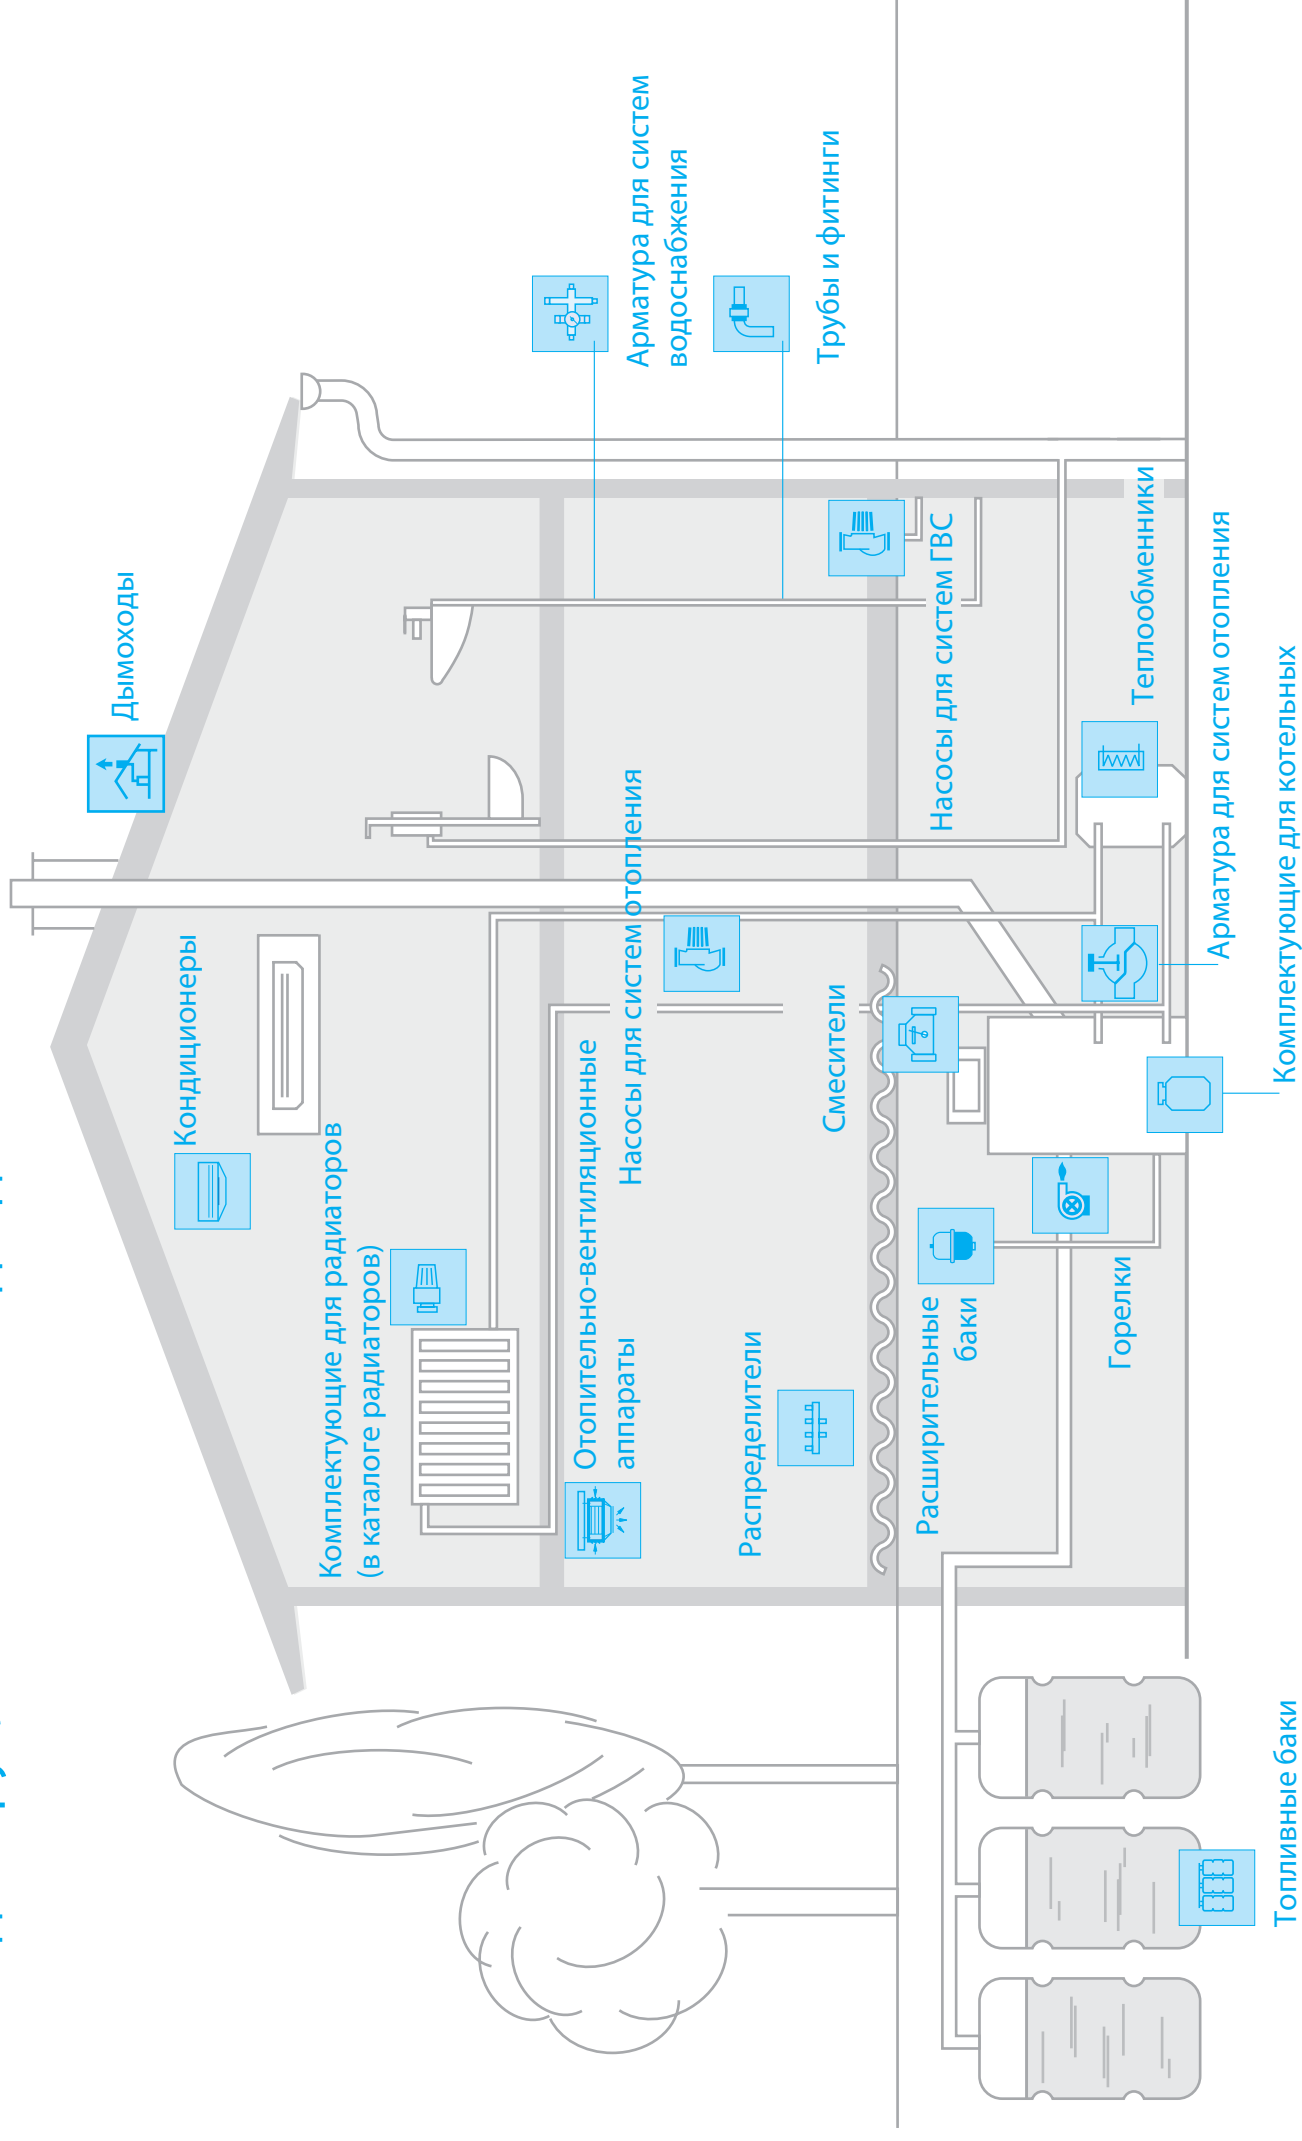 Дымоходы
Кондиционеры
Комплектующие для радиаторов
(в каталоге радиаторов)
Отопительно-вентиляционные
аппараты
Насосы для систем отопления
Арматура для систем
водоснабжения
Трубы и фитинги
Распределители
Смесители
Насосы для систем ГВС
Расширительные
баки
Горелки
Теплообменники
Арматура для систем отопления
Комплектующие для котельных
Топливные баки